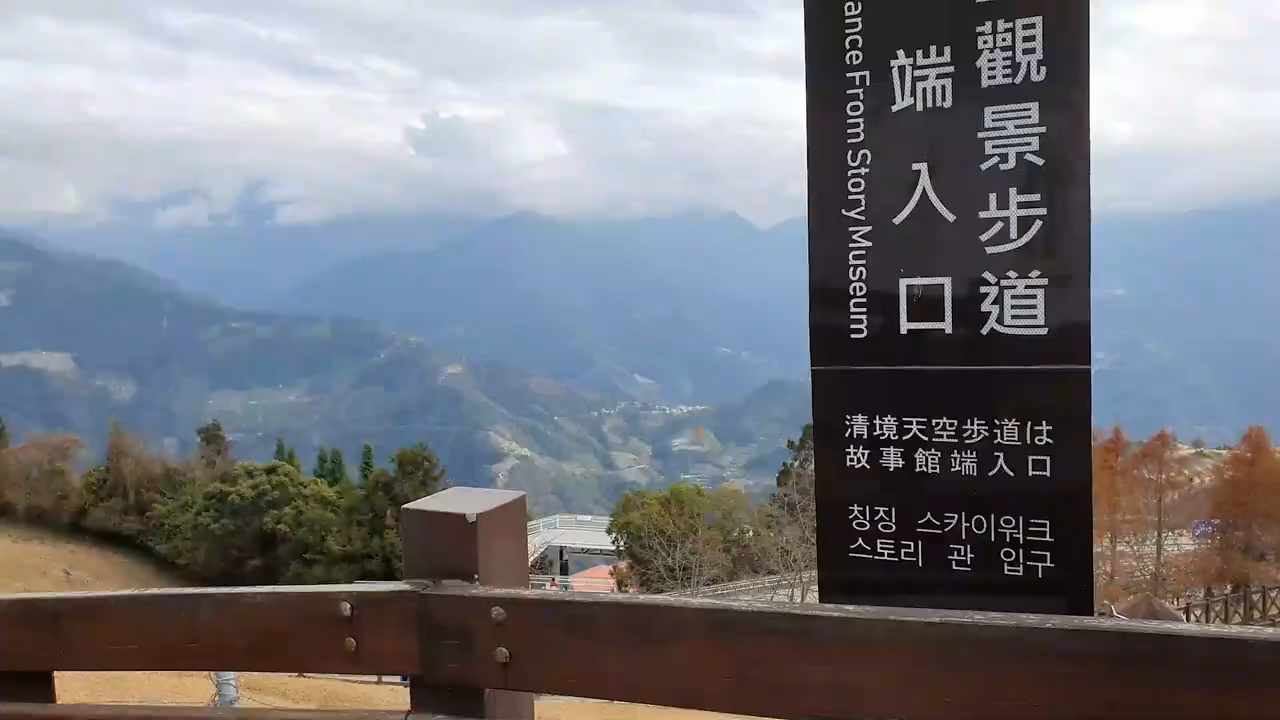 觀景步道
端入口
ance From Story Museum
清境天空歩道は
故事館端入口
칭징 스카이워크
스토리 관 입구